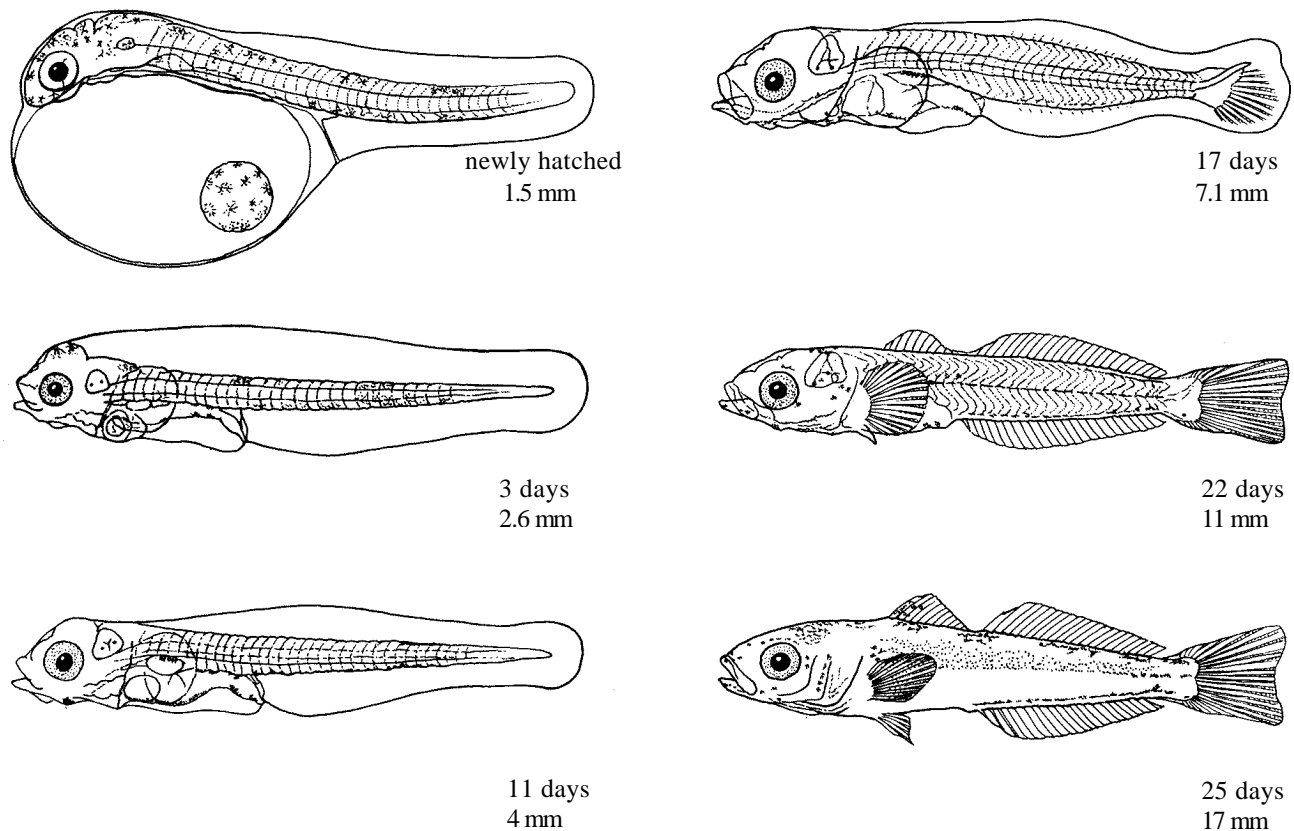 newly hatched
1.5 mm
3 days
2.6 mm
11 days
4 mm
17 days
7.1 mm
22 days
11 mm
25 days
17 mm